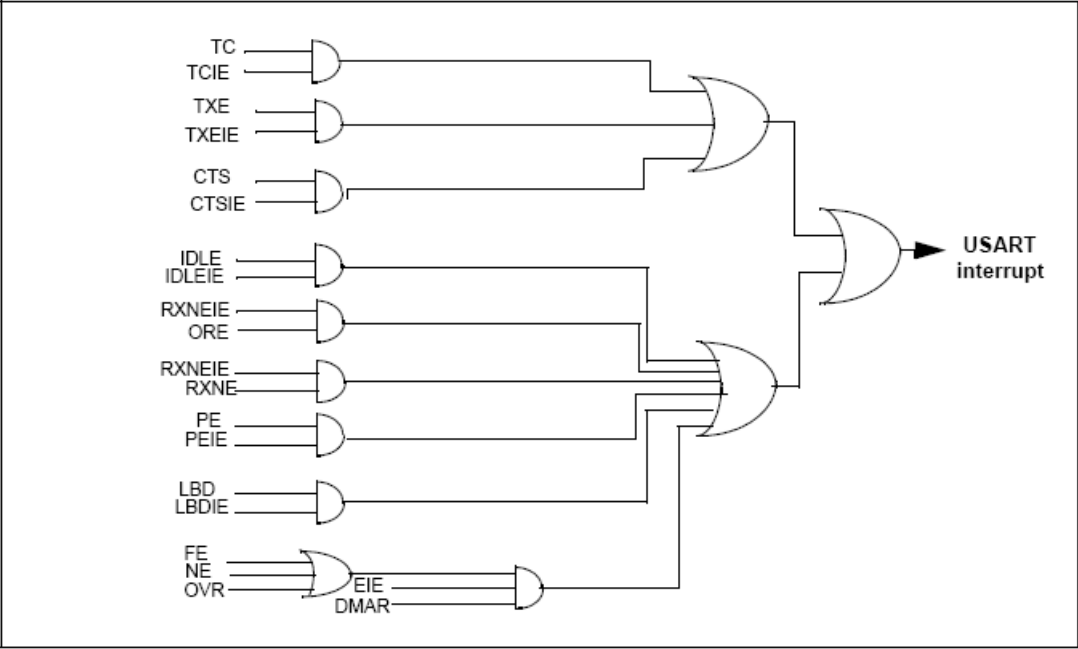 TC
TCIE
TXE
TXEIE
CTS
CTSIE
IDLE
IDLEIE
RXNEIE
ORE
RXNEIE
RXNE
PE
PEIE
LBD
LBDIE
FE
NE
OVR
EIE
DMAR
USART
interrupt